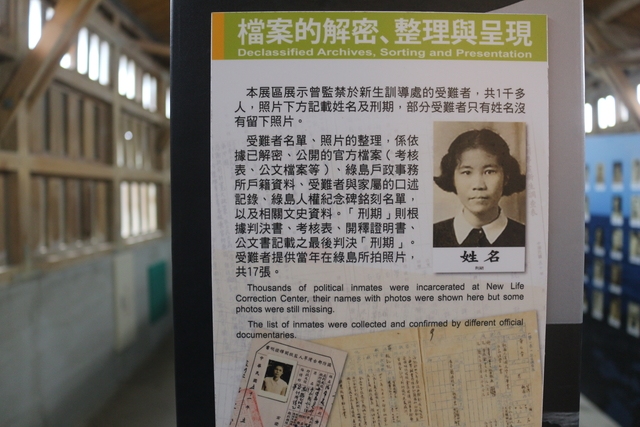 檔案的解密、整理與呈現
Declassified Archives, Sorting and Presentation
本展區展示曾監禁於新生訓導處的受難者，共1千多
人，照片下方記載姓名及刑期，部分受難者只有姓名沒
有留下照片。
受難者名單、照片的整理，係依
據已解密、公開的官方檔案（考核
表、公文檔案等）、綠島戶政事務
所戶籍資料、受難者與家屬的口述
記錄、綠島人權紀念碑銘刻名單，
以及相關文史資料。「刑期」則根
據判決書、考核表、開釋證明書、
公文書記載之最後判決「刑期」。
受難者提供當年在綠島所拍照片，
共17張。
姓名
刑期
Thousands of political inmates were incarcerated at New Life
Correction Center, their names with photos were shown here but some
photos were still missing.
The list of inmates were collected and confirmed by different official
documentaries.